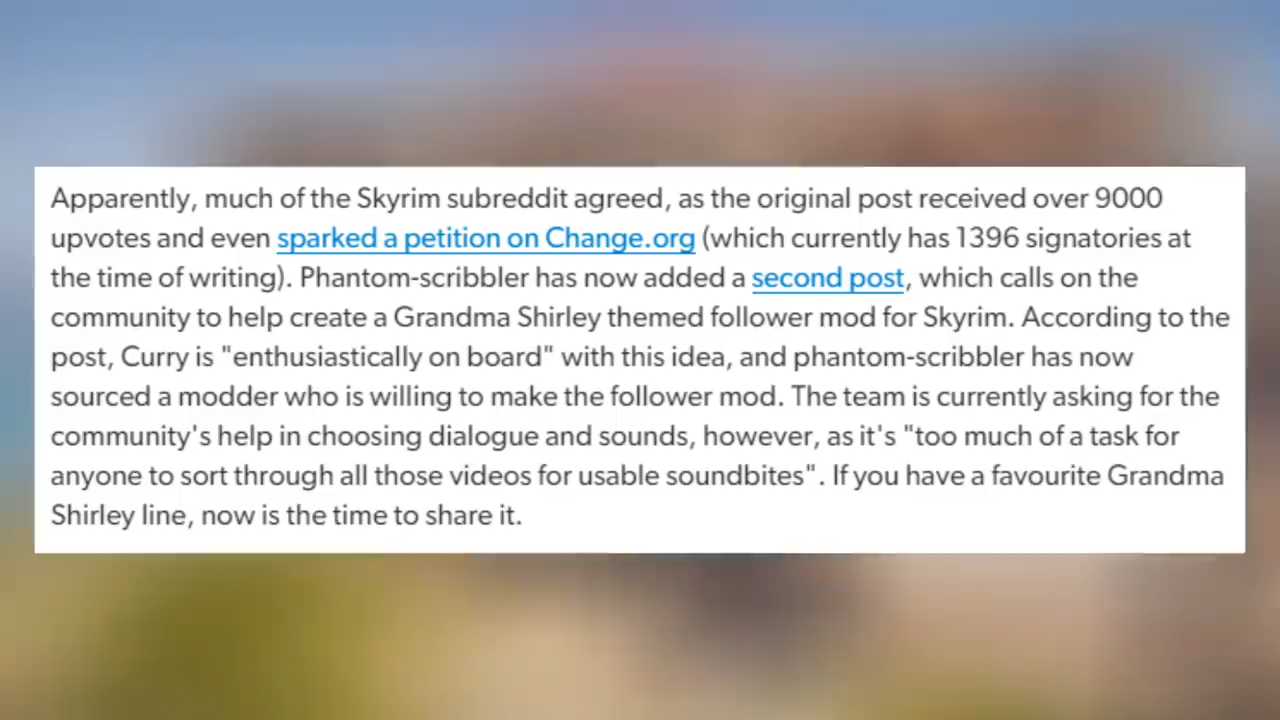 Apparently, much of the Skyrim subreddit agreed, as the original post received over 9000
upvotes and even sparked a petition on Change.org (which currently has 1396 signatories at
the time of writing). Phantom-scribbler has now added a second post, which calls on the
community to help create a Grandma Shirley themed follower mod for Skyrim. According to the
post, Curry is "enthusiastically on board" with this idea, and phantom-scribbler has now
sourced a modder who is willing to make the follower mod. The team is currently asking for the
community's help in choosing dialogue and sounds, however, as it's "too much of a task for
anyone to sort through all those videos for usable soundbites". If you have a favourite Grandma
Shirley line, now is the time to share it.